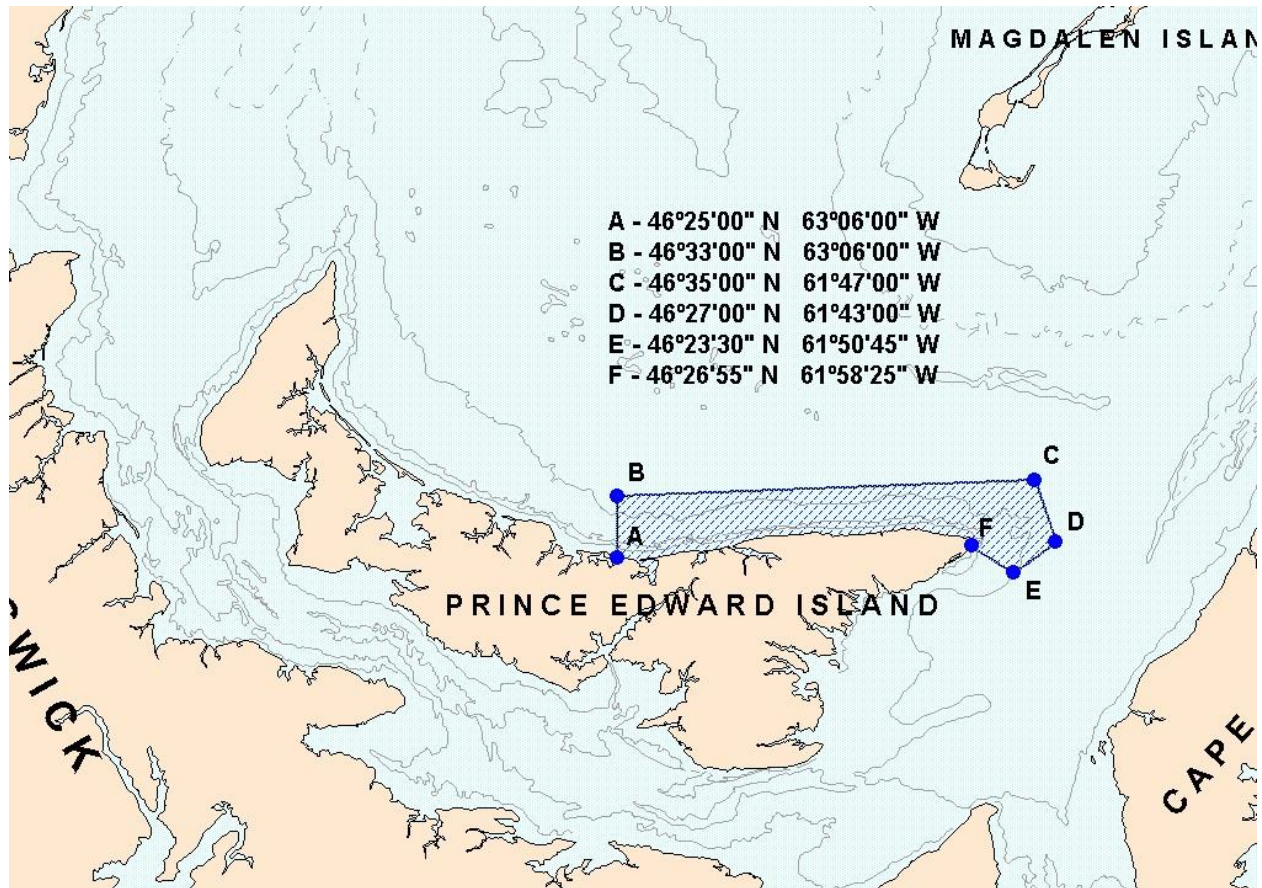 MAGDALEN ISLAN
A - 46º25'00" N 63º06'00" W
B - 46º33'00" N 63º06'00" W
C - 46º35'00" N 61º47'00" W
D - 46º27'00" N 61º43'00" W
E - 46º23'30" N 61º50'45" W
F - 46º26'55" N 61º58'25" W
B
C
A
F
D
E
PRINCE EDWARD ISLAND
WICK
CAPE